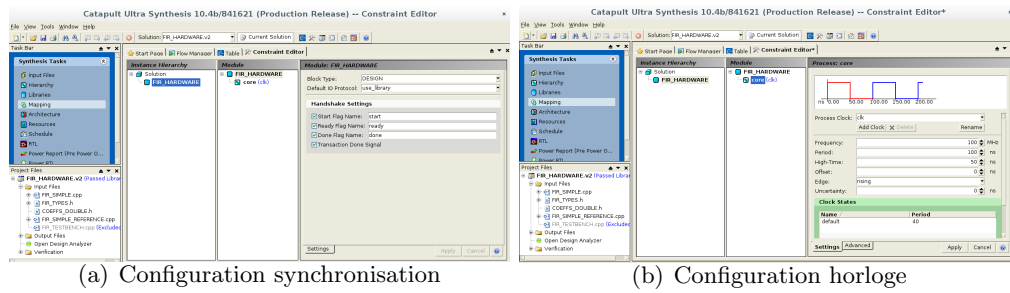 Catapult Ultra Synthesis 10.4b/841621 (Production Release) -- Constraint Editor
File View Tools Window Help
Solution: FIR_HARDWARE.v2 Current Solution
Task Bar
Start Page Flow Manager Table Constraint Editor
Synthesis Tasks
Input Files
Hierarchy
Libraries
Mapping
Architecture
Resources
Schedule
RTL
Power Report (Pre Power O...
Power RTL
Project Files
FIR_HARDWARE.v2 (Passed Librar
Input Files
FIR_SIMPLE.cpp
FIR_TYPES.h
COEFFS_DOUBLE.h
FIR_SIMPLE_REFERENCE.cpp
FIR_TESTBENCH.cpp (Excluded
Output Files
Open Design Analyzer
Verification
Instance Hierarchy
Solution
FIR_HARDWARE
Module
FIR_HARDWARE
core (clk)
Module: FIR_HARDWARE
Block Type: DESIGN
Default IO Protocol: use_library
Handshake Settings
Start Flag Name: start
Ready Flag Name: ready
Done Flag Name: done
Transaction Done Signal
Settings Apply Cancel
(a) Configuration synchronisation
Catapult Ultra Synthesis 10.4b/841621 (Production Release) -- Constraint Editor*
File View Tools Window Help
Solution: FIR_HARDWARE.v2 Current Solution
Task Bar
Start Page Flow Manager Table Constraint Editor*
Synthesis Tasks
Input Files
Hierarchy
Libraries
Mapping
Architecture
Resources
Schedule
RTL
Power Report (Pre Power O...
Power RTL
Project Files
FIR_HARDWARE.v2 (Passed Librar
Input Files
FIR_SIMPLE.cpp
FIR_TYPES.h
COEFFS_DOUBLE.h
FIR_SIMPLE_REFERENCE.cpp
FIR_TESTBENCH.cpp (Excluded
Output Files
Open Design Analyzer
Verification
Instance Hierarchy
Solution
FIR_HARDWARE
Module
FIR_HARDWARE
core (clk)
Process: core
ns 0.00 50.00 100.00 150.00 200.00
Process Clock: clk
Add Clock Delete Rename
Frequency: 100 MHz
Period: 100 ns
High-Time: 50 ns
Offset: 0 ns
Edge: rising
Uncertainty: 0 ns
Clock States
Name Period
default 40
Settings Advanced Apply Cancel
(b) Configuration horloge